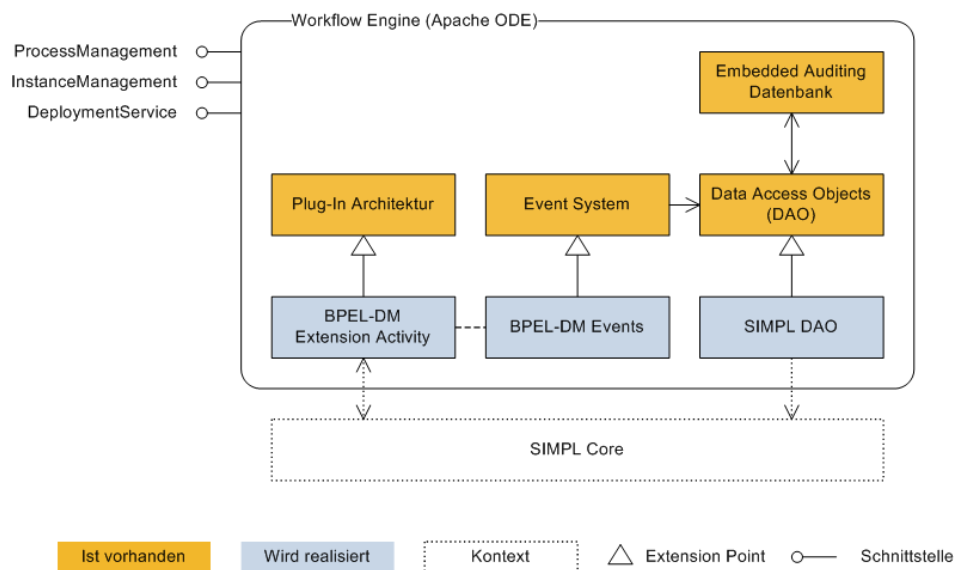 Workflow Engine (Apache ODE)
ProcessManagement
InstanceManagement
DeploymentService
Embedded Auditing
Datenbank
Plug-In Architektur
Event System
Data Access Objects
(DAO)
BPEL-DM
Extension Activity
BPEL-DM Events
SIMPL DAO
SIMPL Core
Ist vorhanden
Wird realisiert
Kontext
Extension Point
Schnittstelle